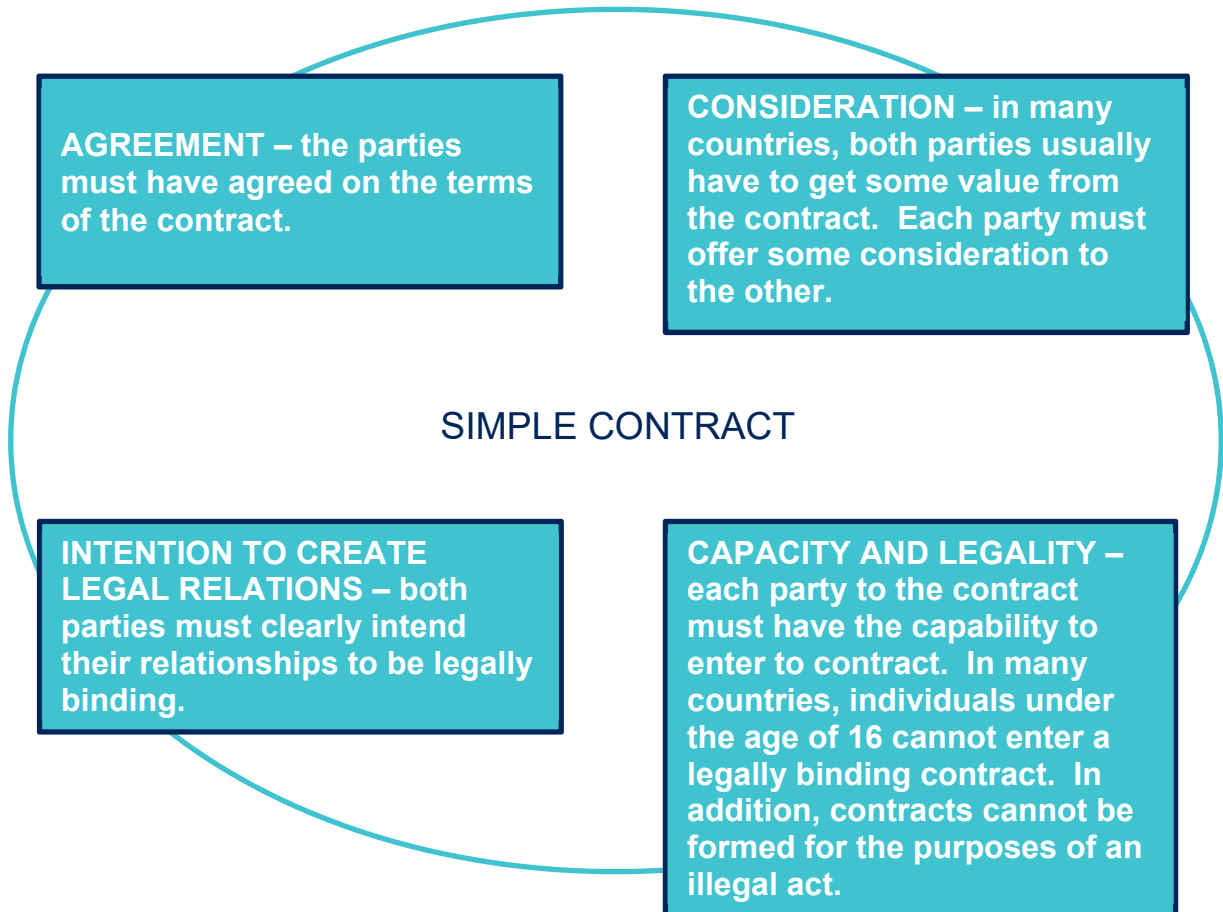 AGREEMENT – the parties
must have agreed on the terms
of the contract.
CONSIDERATION – in many
countries, both parties usually
have to get some value from
the contract.  Each party must
offer some consideration to
the other.
SIMPLE CONTRACT
INTENTION TO CREATE
LEGAL RELATIONS – both
parties must clearly intend
their relationships to be legally
binding.
CAPACITY AND LEGALITY –
each party to the contract
must have the capability to
enter to contract.  In many
countries, individuals under
the age of 16 cannot enter a
legally binding contract.  In
addition, contracts cannot be
formed for the purposes of an
illegal act.